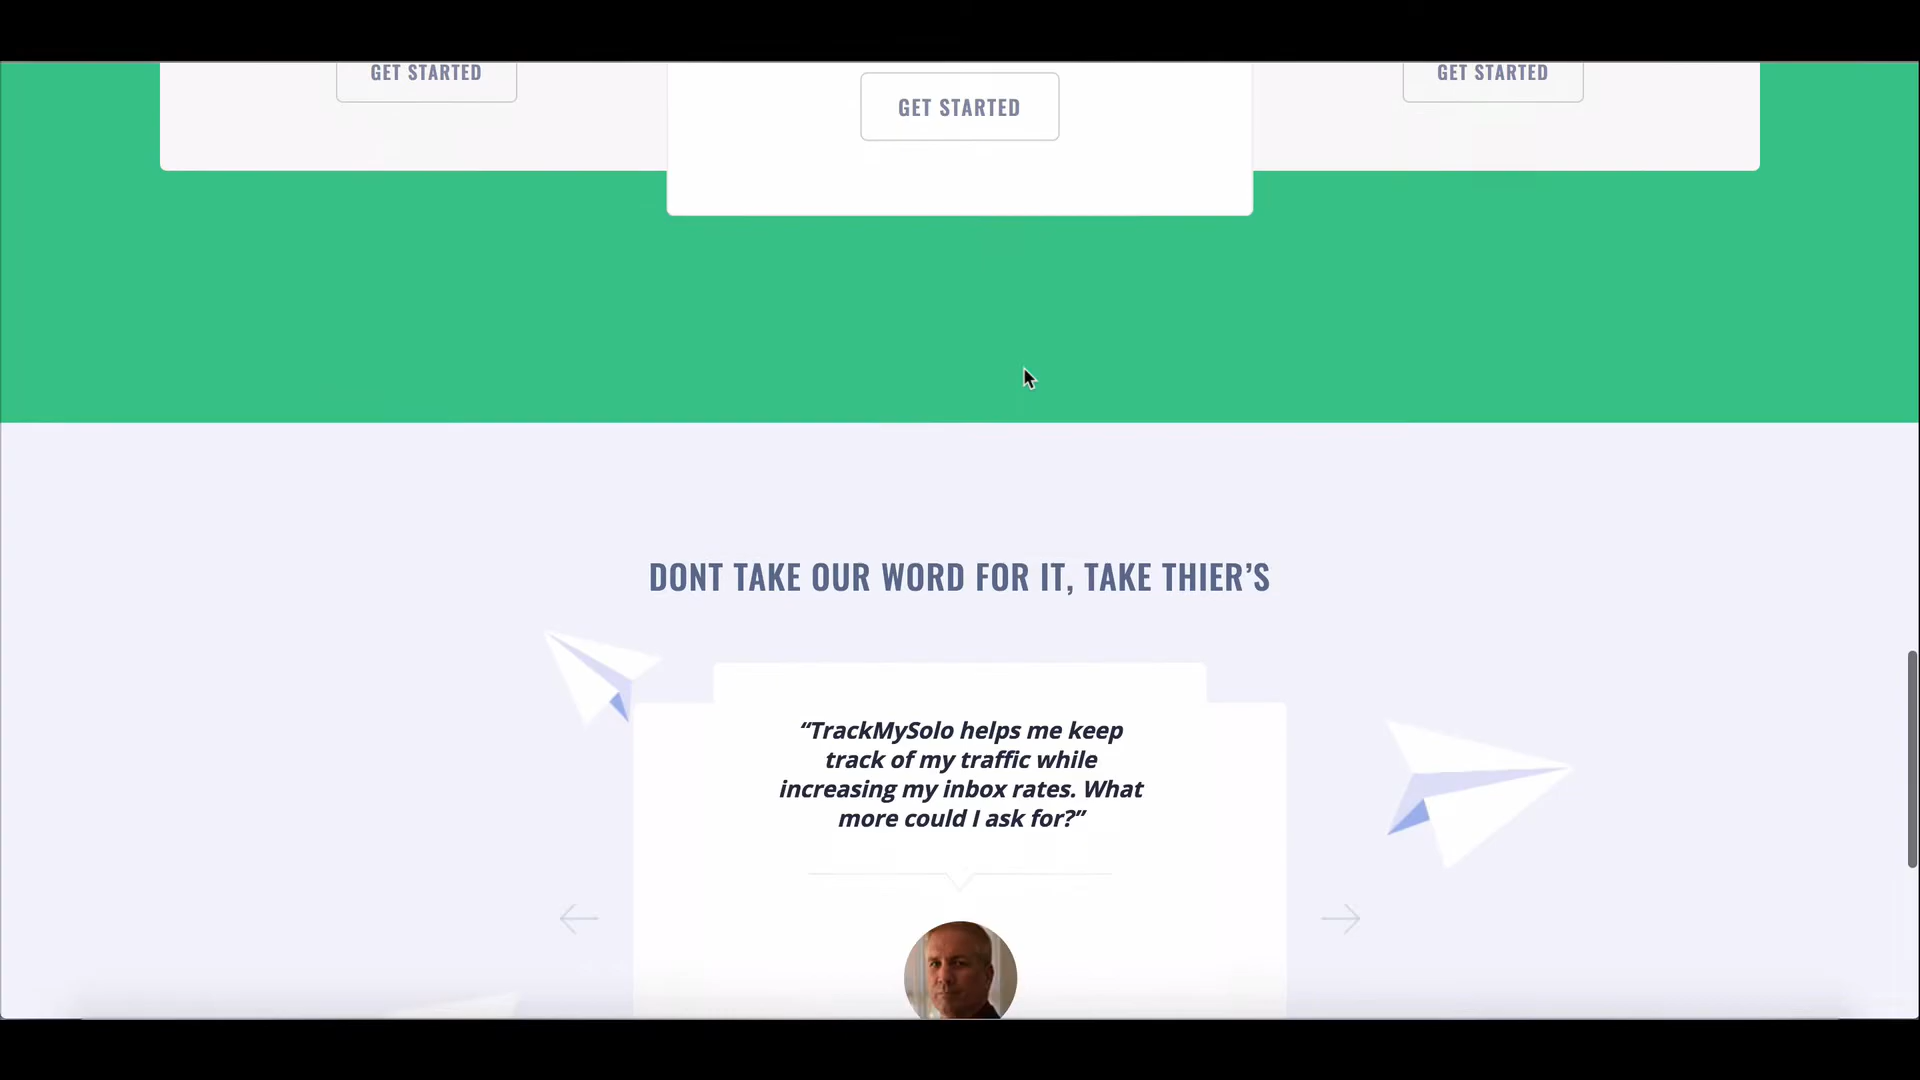 GET STARTED
GET STARTED
GET STARTED
DONT TAKE OUR WORD FOR IT, TAKE THIER’S
“TrackMySolo helps me keep
track of my traffic while
increasing my inbox rates. What
more could I ask for?”